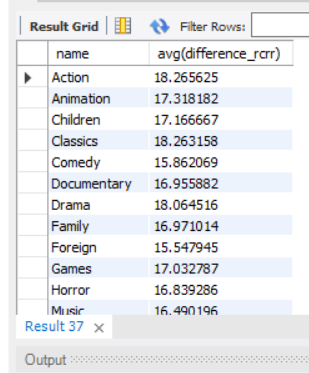 Result Grid Filter Rows:
name avg(difference_rcrr)
Action 18.265625
Animation 17.318182
Children 17.166667
Classics 18.263158
Comedy 15.862069
Documentary 16.955882
Drama 18.064516
Family 16.971014
Foreign 15.547945
Games 17.032787
Horror 16.839286
Music 16.490196
Result 37 ×
Output